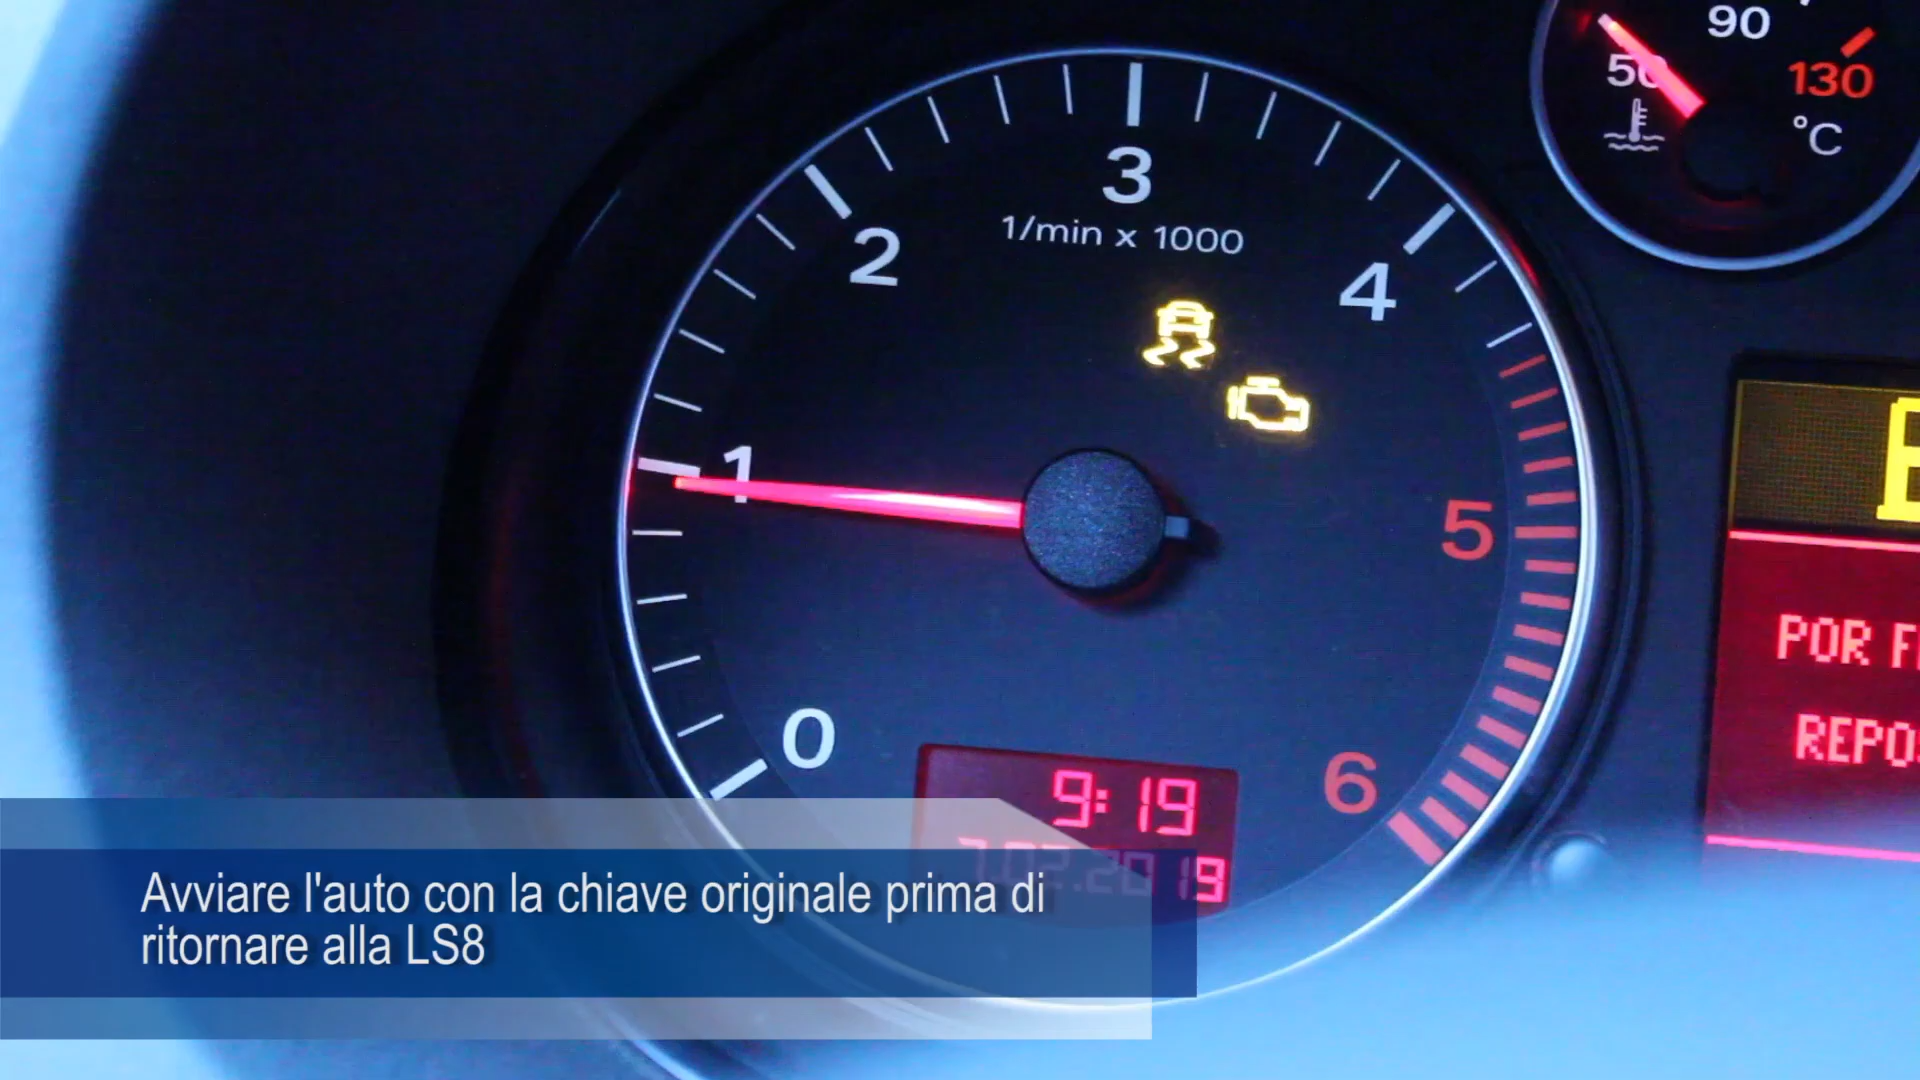 90
50
130
°C
3
1/min x 1000
2
4
1
5
POR
0
6
9:19
7.02.2019
Avviare l'auto con la chiave originale prima di
ritornare alla LS8